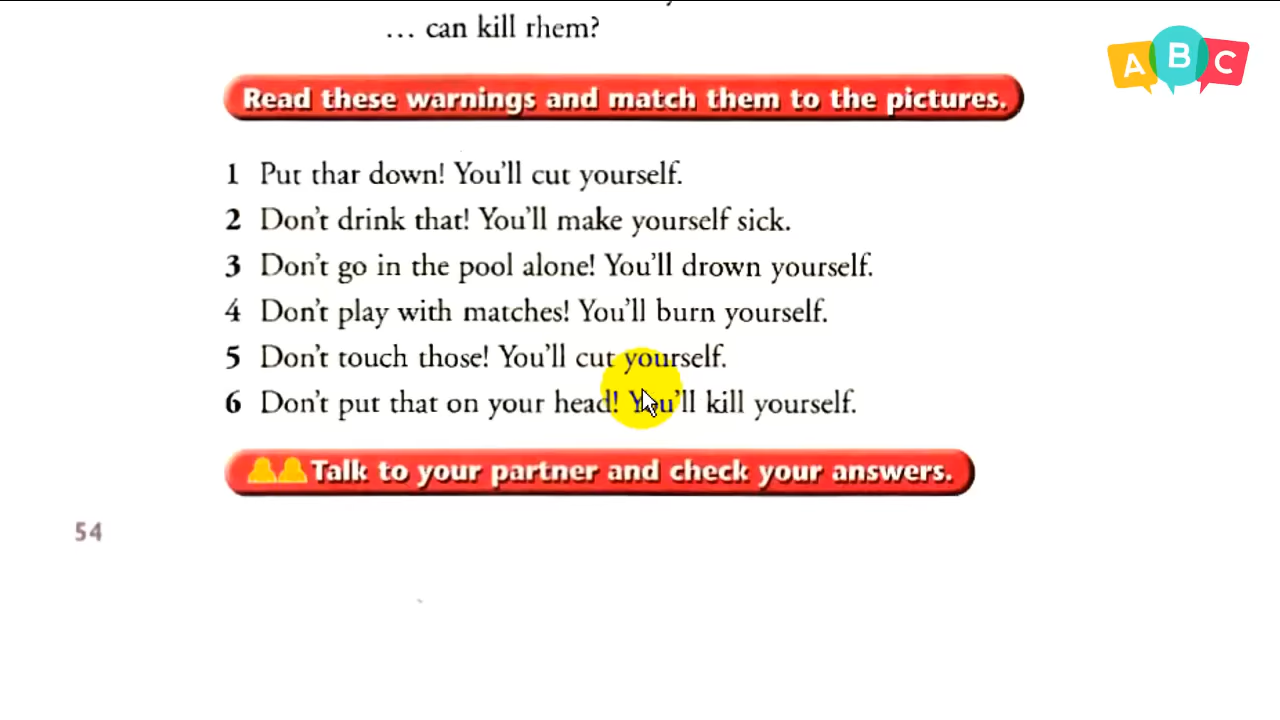 … can kill rhem?
A B C
Read these warnings and match them to the pictures.
1 Put thar down! You'll cut yourself.
2 Don't drink that! You'll make yourself sick.
3 Don't go in the pool alone! You'll drown yourself.
4 Don't play with matches! You'll burn yourself.
5 Don't touch those! You'll cut yourself.
6 Don't put that on your head! You'll kill yourself.
Talk to your partner and check your answers.
54